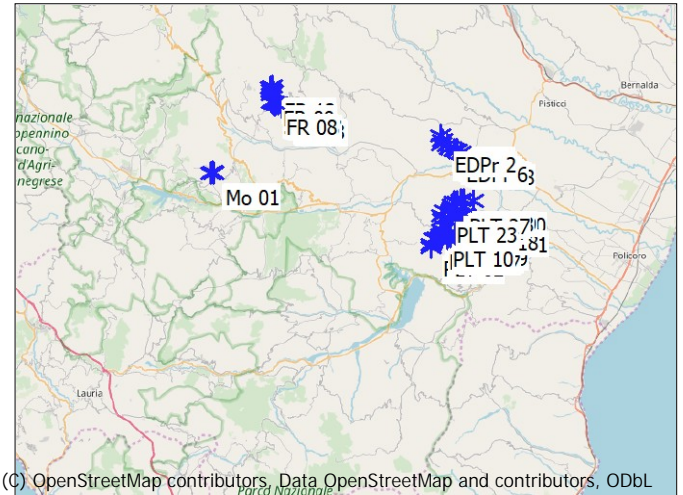 Bernalda
Pisticci
FR 08
nazionale
ppennino
cano-
d'Agri-
negrese
EDPr 2
Mo 01
PLT 23
PLT 10
Policoro
Lauria
(C) OpenStreetMap contributors, Data OpenStreetMap and contributors, ODbL
Parco Nazionale